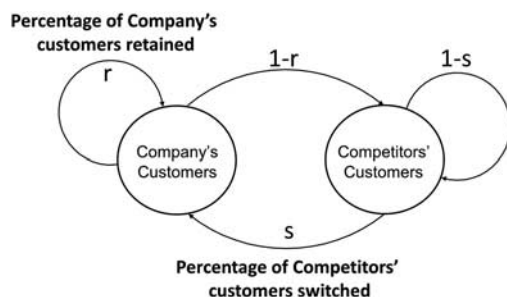 Percentage of Company's
customers retained
r
1-r
1-s
Company's
Customers
Competitors'
Customers
s
Percentage of Competitors'
customers switched